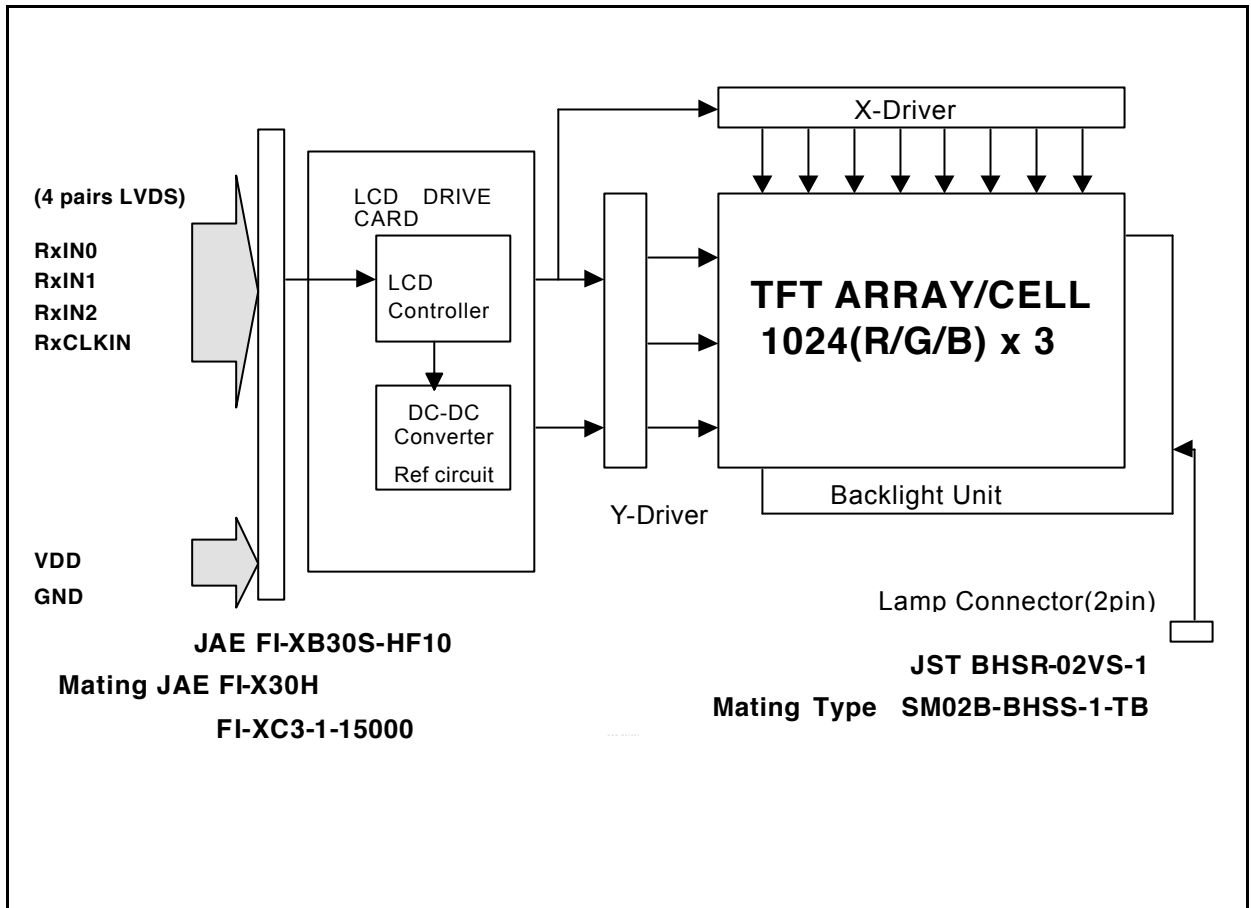 X-Driver
(4 pairs LVDS)
RxIN0
RxIN1
RxIN2
RxCLKIN
LCD DRIVE
CARD
LCD
Controller
DC-DC
Converter
Ref circuit
TFT ARRAY/CELL
1024(R/G/B) x 3
Backlight Unit
Y-Driver
VDD
GND
Lamp Connector(2pin)
JAE FI-XB30S-HF10
Mating JAE FI-X30H
FI-XC3-1-15000
JST BHSR-02VS-1
Mating Type SM02B-BHSS-1-TB